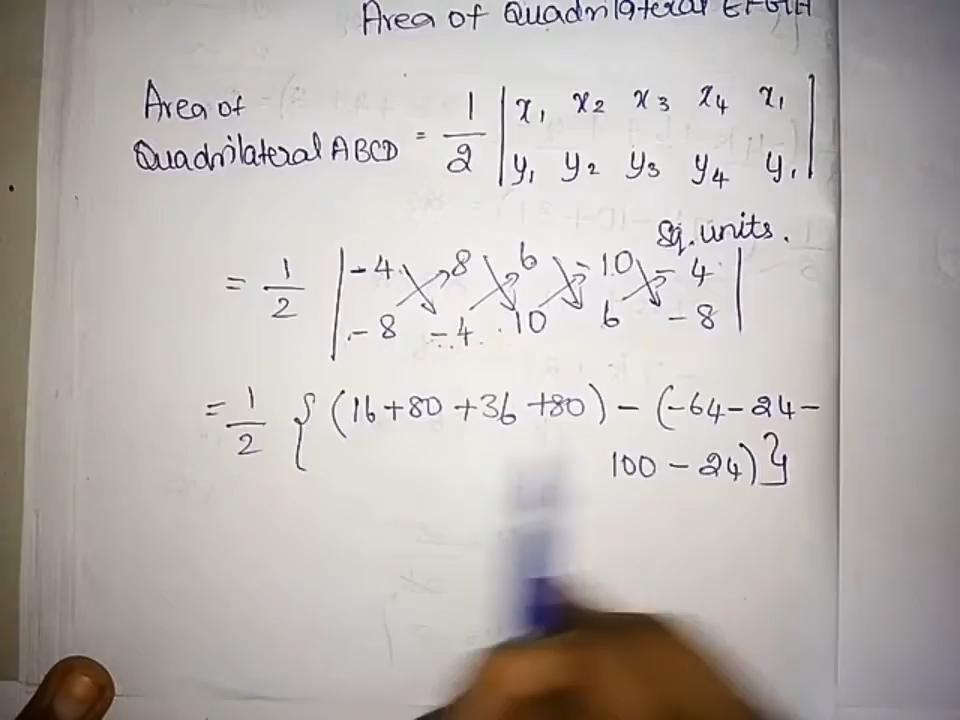 Area of Quadrilateral EFGH
Area of
Quadrilateral ABCD = 1/2 | x₁ x₂ x₃ x₄ x₁ |
| y₁ y₂ y₃ y₄ y₁ |
Sq. units.
= 1/2 | -4 8 6 -10 -4 |
| -8 -4 10 6 -8 |
= 1/2 { (16+80+36+80) - (-64-24-
100-24) }